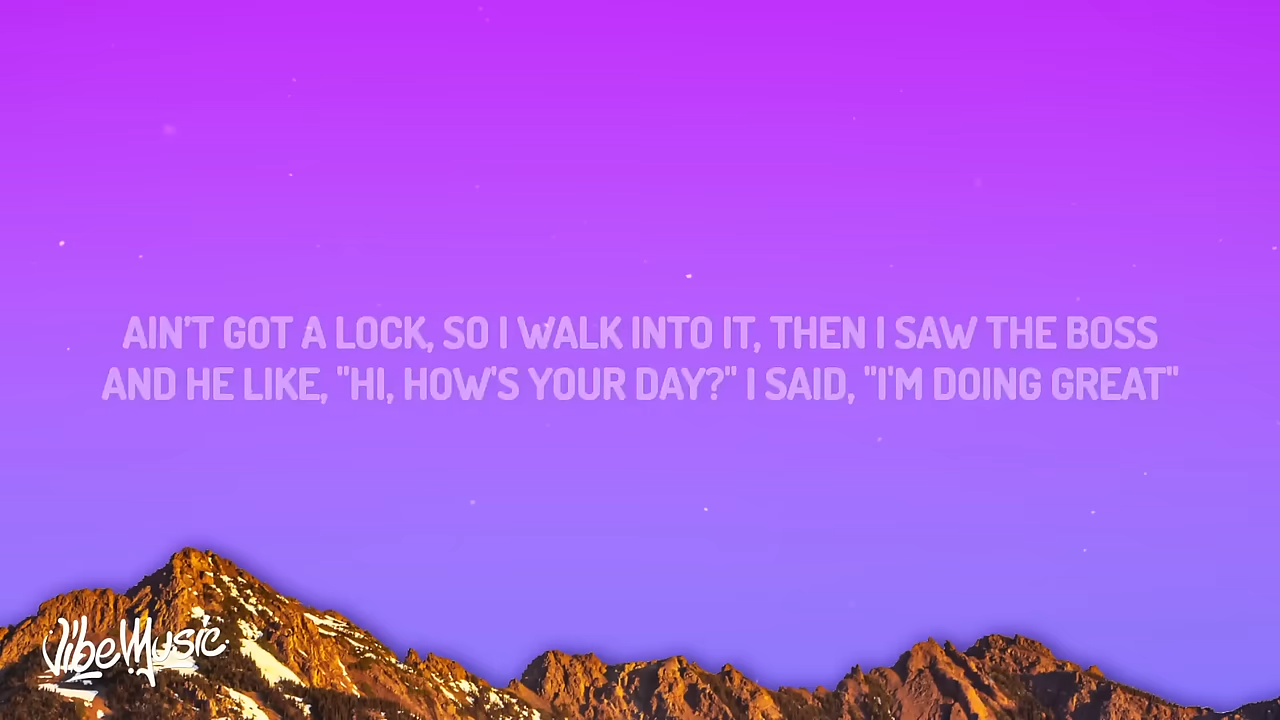 AIN'T GOT A LOCK, SO I WALK INTO IT, THEN I SAW THE BOSS
AND HE LIKE, "HI, HOW'S YOUR DAY?" I SAID, "I'M DOING GREAT"
VibeMusic